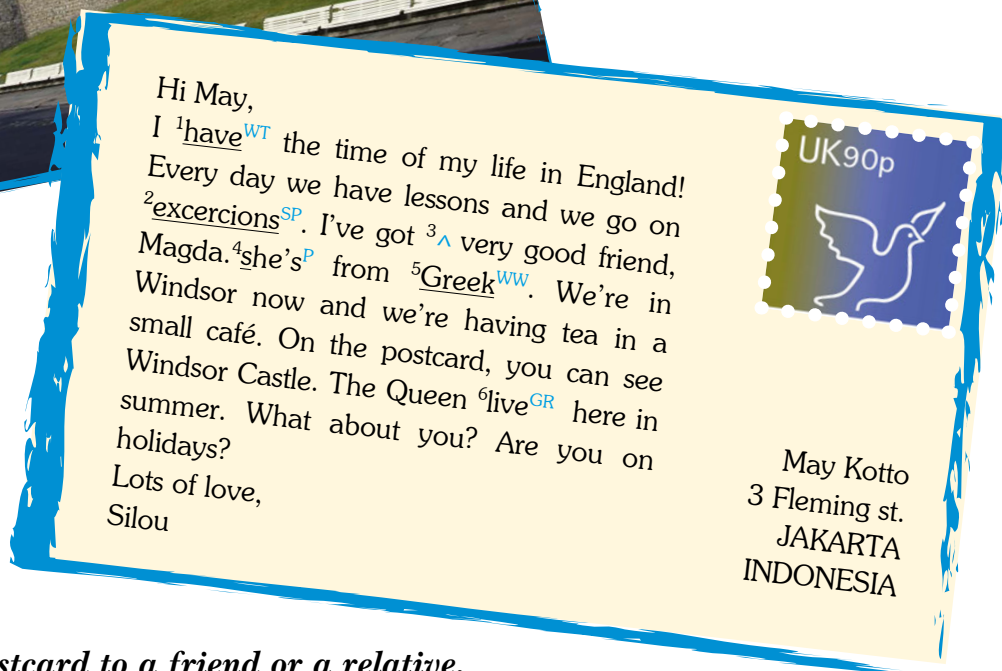 Hi May,
I ¹haveWT the time of my life in England!
Every day we have lessons and we go on
²excercionsSP. I've got ³^ very good friend,
Magda.⁴she'sP from ⁵GreekWW. We're in
Windsor now and we're having tea in a
small café. On the postcard, you can see
Windsor Castle. The Queen ⁶liveGR here in
summer. What about you? Are you on
holidays?
Lots of love,
Silou
UK90p
May Kotto
3 Fleming st.
JAKARTA
INDONESIA
stcard to a friend or a relative.